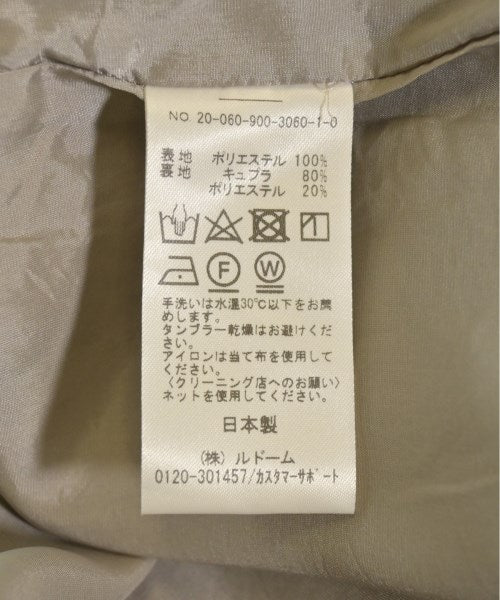 NO. 20-060-900-3060-1-0
表地 ポリエステル 100%
裏地 キュプラ 80%
ポリエステル 20%
F W
手洗いは水温30℃以下をお薦
めします。
タンブラー乾燥はお避けくだ
さい。
アイロンは当て布を使用して
ください。
〈クリーニング店へのお願い〉
ネットを使用してください。
日本製
(株) ルドーム
0120-301457/カスタマーサポート